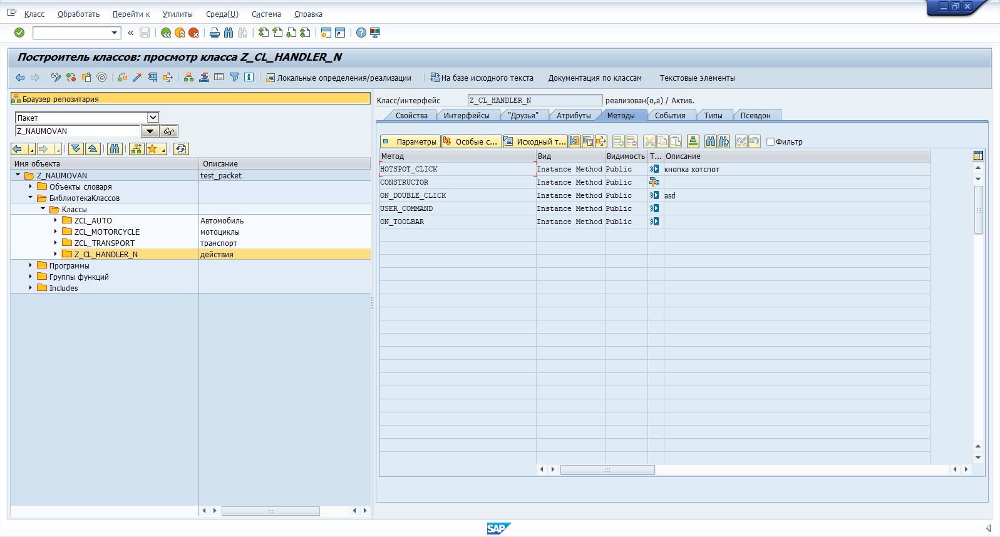 Класс Обработать Перейти к Утилиты Среда(U) Система Справка
Построитель классов: просмотр класса Z_CL_HANDLER_N
Локальные определения/реализации На базе исходного текста Документация по классам Текстовые элементы
Браузер репозитария
Пакет
Z_NAUMOVAN
Имя объекта Описание
Z_NAUMOVAN test_packet
Объекты словаря
БиблиотекаКлассов
Классы
ZCL_AUTO Автомобиль
ZCL_MOTORCYCLE мотоциклы
ZCL_TRANSPORT транспорт
Z_CL_HANDLER_N действия
Программы
Группы функций
Includes
Класс/интерфейс Z_CL_HANDLER_N реализован(о,а) / Актив.
Свойства Интерфейсы "Друзья" Атрибуты Методы События Типы Псевдон
Параметры Особые с... Исходный т... Фильтр
Метод Вид Видимость Т... Описание
HOTSPOT_CLICK Instance Method Public кнопка хотспот
CONSTRUCTOR Instance Method Public
ON_DOUBLE_CLICK Instance Method Public asd
USER_COMMAND Instance Method Public
ON_TOOLBAR Instance Method Public
SAP